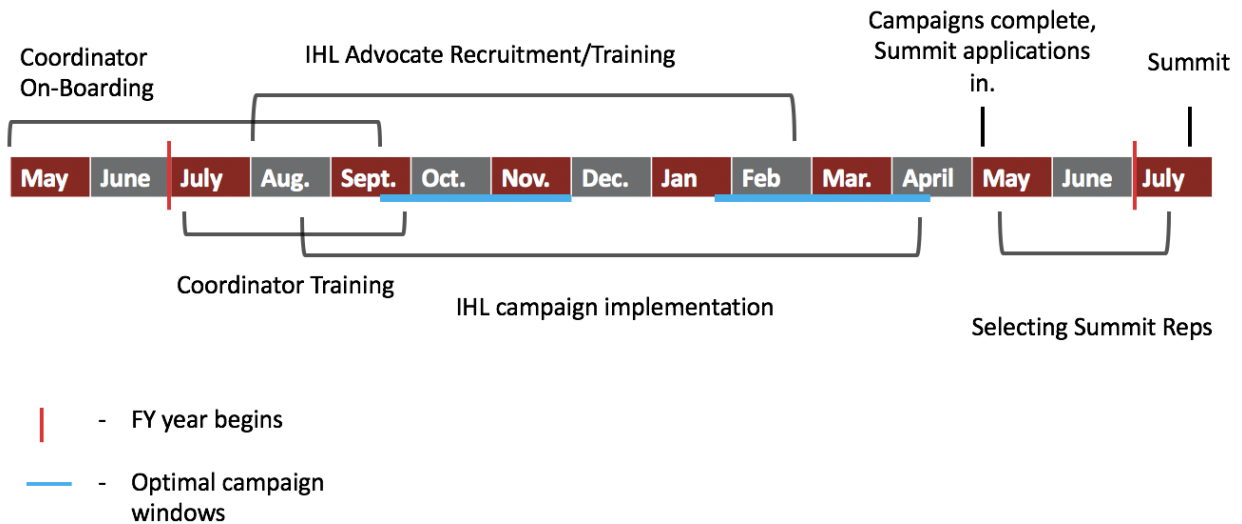 Coordinator
On-Boarding
IHL Advocate Recruitment/Training
Campaigns complete,
Summit applications
in.
Summit
May June July Aug. Sept. Oct. Nov. Dec. Jan Feb Mar. April May June July
Coordinator Training
IHL campaign implementation
Selecting Summit Reps
- FY year begins
- Optimal campaign
windows